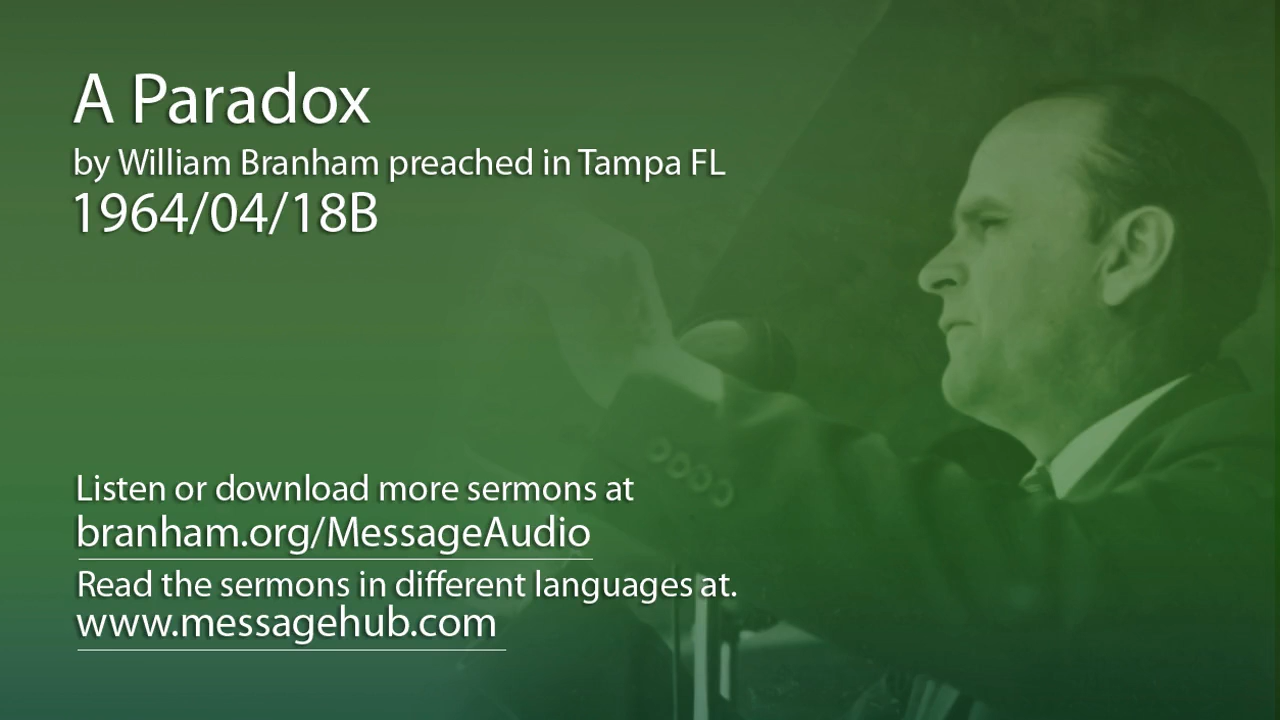 A Paradox
by William Branham preached in Tampa FL
1964/04/18B
Listen or download more sermons at
branham.org/MessageAudio
Read the sermons in different languages at.
www.messagehub.com